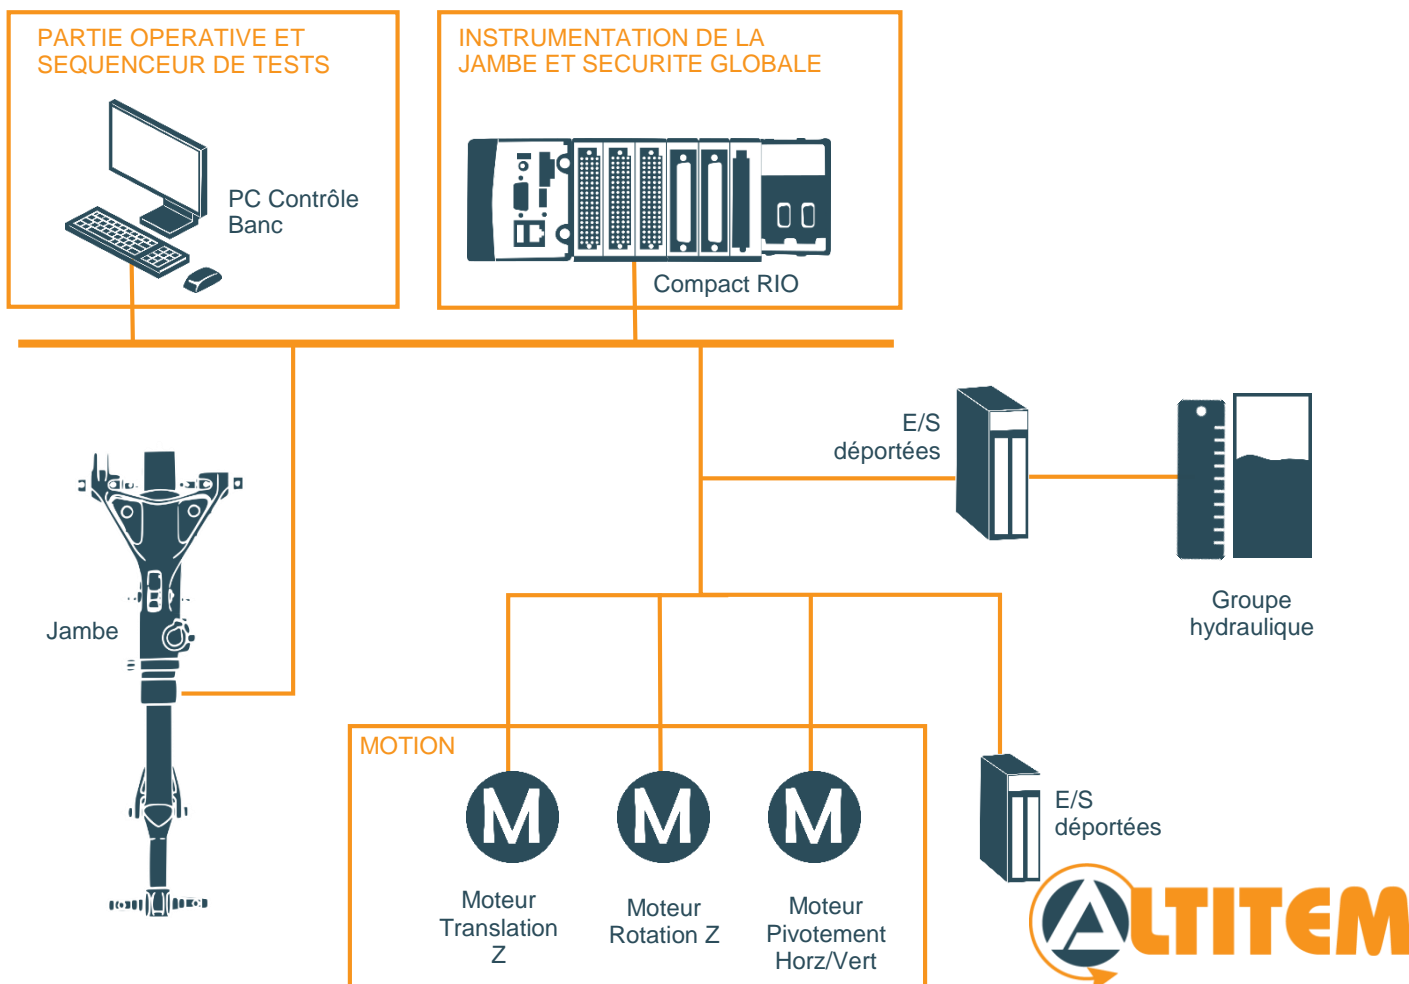 PARTIE OPERATIVE ET
SEQUENCEUR DE TESTS
PC Contrôle
Banc
INSTRUMENTATION DE LA
JAMBE ET SECURITE GLOBALE
Compact RIO
E/S
déportées
Groupe
hydraulique
Jambe
MOTION
M
M
M
Moteur
Translation
Z
Moteur
Rotation Z
Moteur
Pivotement
Horz/Vert
E/S
déportées
ALTITEM